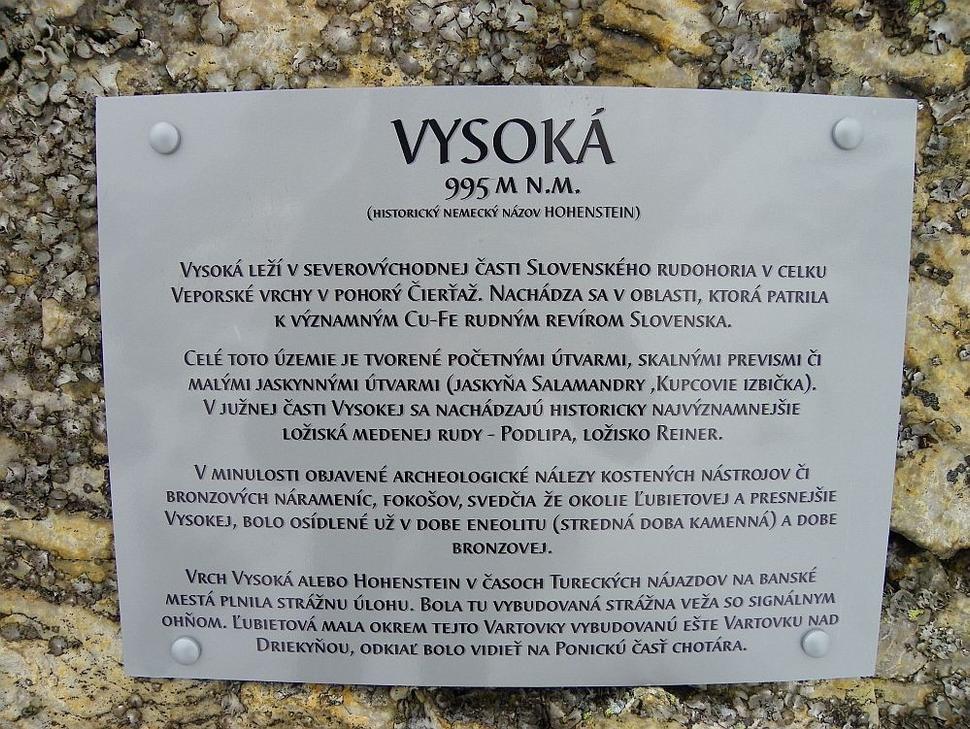 VYSOKÁ
995 M N.M.
(HISTORICKÝ NEMECKÝ NÁZOV HOHENSTEIN)
VYSOKÁ LEŽÍ V SEVEROVÝCHODNEJ ČASTI SLOVENSKÉHO RUDOHORIA V CELKU
VEPORSKÉ VRCHY V POHORÝ ČIERŤAŽ. NACHÁDZA SA V OBLASTI, KTORÁ PATRILA
K VÝZNAMNÝM CU-FE RUDNÝM REVÍROM SLOVENSKA.
CELÉ TOTO ÚZEMIE JE TVORENÉ POČETNÝMI ÚTVARMI, SKALNÝMI PREVISMI ČI
MALÝMI JASKYNNÝMI ÚTVARMI (JASKYŇA SALAMANDRY ,KUPCOVIE IZBIČKA).
V JUŽNEJ ČASTI VYSOKEJ SA NACHÁDZAJÚ HISTORICKY NAJVÝZNAMNEJŠIE
LOŽISKÁ MEDENEJ RUDY - PODLIPA, LOŽISKO REINER.
V MINULOSTI OBJAVENÉ ARCHEOLOGICKÉ NÁLEZY KOSTENÝCH NÁSTROJOV ČI
BRONZOVÝCH NÁRAMENÍC, FOKOŠOV, SVEDČIA ŽE OKOLIE ĽUBIETOVEJ A PRESNEJŠIE
VYSOKEJ, BOLO OSÍDLENÉ UŽ V DOBE ENEOLITU (STREDNÁ DOBA KAMENNÁ) A DOBE
BRONZOVEJ.
VRCH VYSOKÁ ALEBO HOHENSTEIN V ČASOCH TURECKÝCH NÁJAZDOV NA BANSKÉ
MESTÁ PLNILA STRÁŽNU ÚLOHU. BOLA TU VYBUDOVANÁ STRÁŽNA VEŽA SO SIGNÁLNYM
OHŇOM. ĽUBIETOVÁ MALA OKREM TEJTO VARTOVKY VYBUDOVANÚ EŠTE VARTOVKU NAD
DRIEKYŇOU, ODKIAĽ BOLO VIDIEŤ NA PONICKÚ ČASŤ CHOTÁRA.